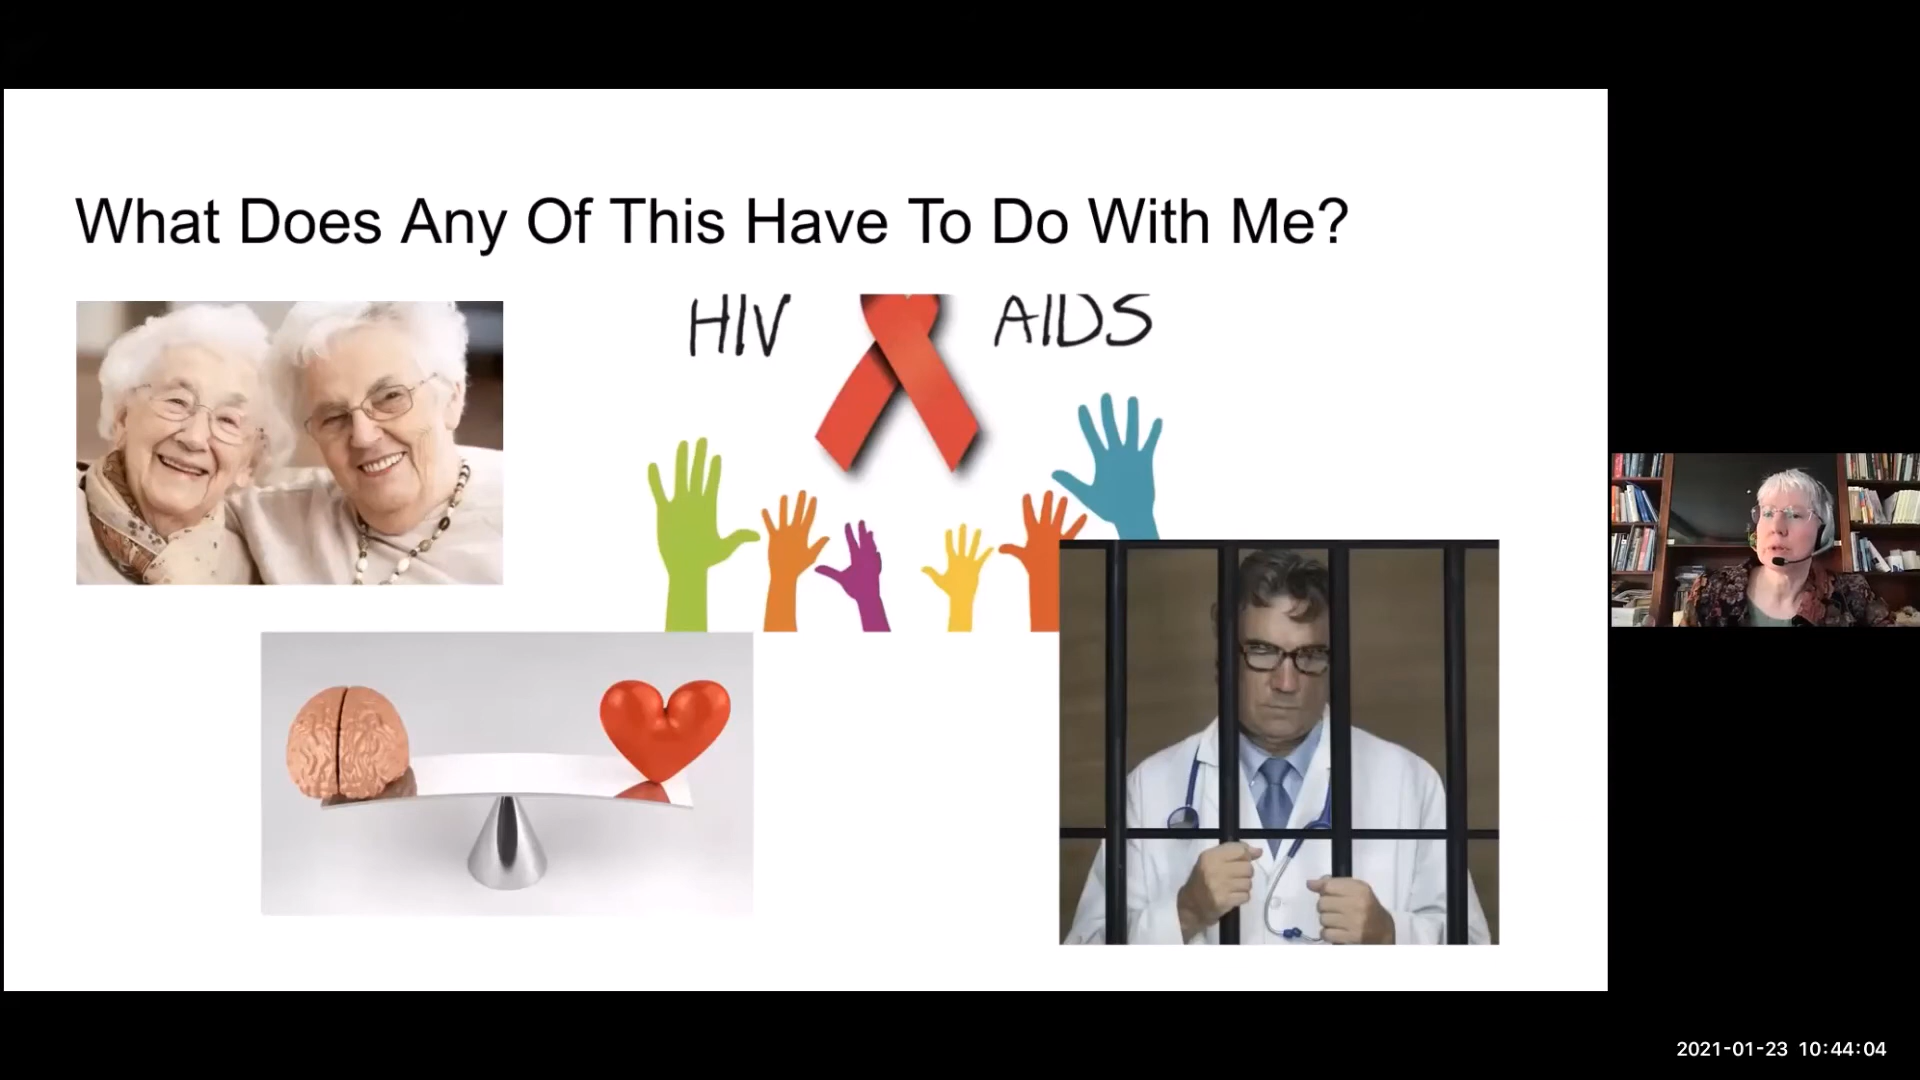 What Does Any Of This Have To Do With Me?
HIV AIDS
2021-01-23 10:44:04